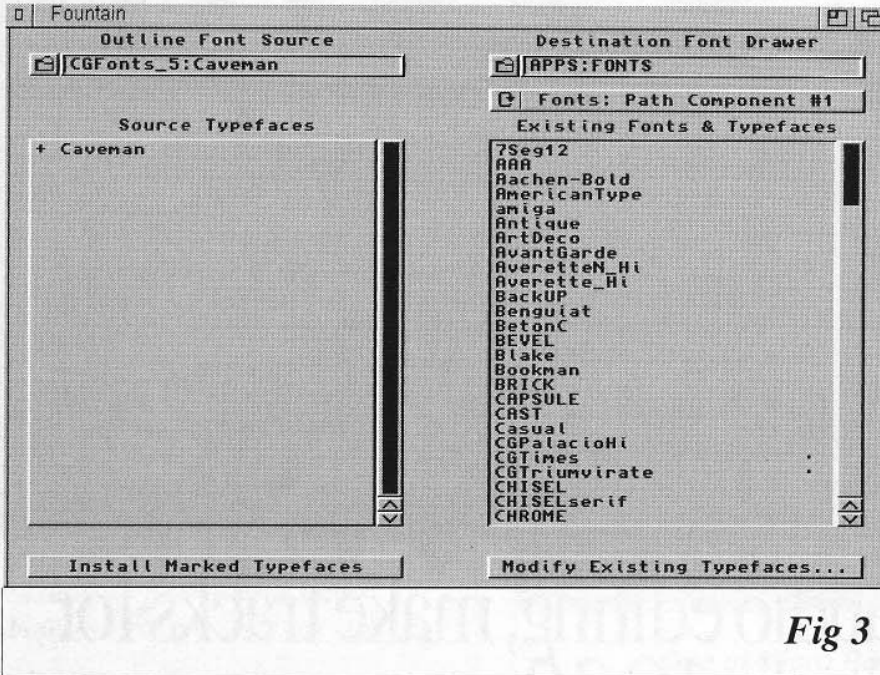 Fountain
Outline Font Source
CGFonts_5:Caveman
Source Typefaces
+ Caveman
Install Marked Typefaces
Destination Font Drawer
APPS:FONTS
Fonts: Path Component #1
Existing Fonts & Typefaces
7Seg12
AAA
Aachen-Bold
AmericanType
amiga
Antique
ArtDeco
AvantGarde
AveretteN_Hi
Averette_Hi
BackUP
Benguiat
BetonC
BEVEL
Blake
Bookman
BRICK
CAPSULE
CAST
Casual
CGPalacioHi
CGTimes .
CGTriumvirate .
CHISEL
CHISELserif
CHROME
Modify Existing Typefaces...
Fig 3